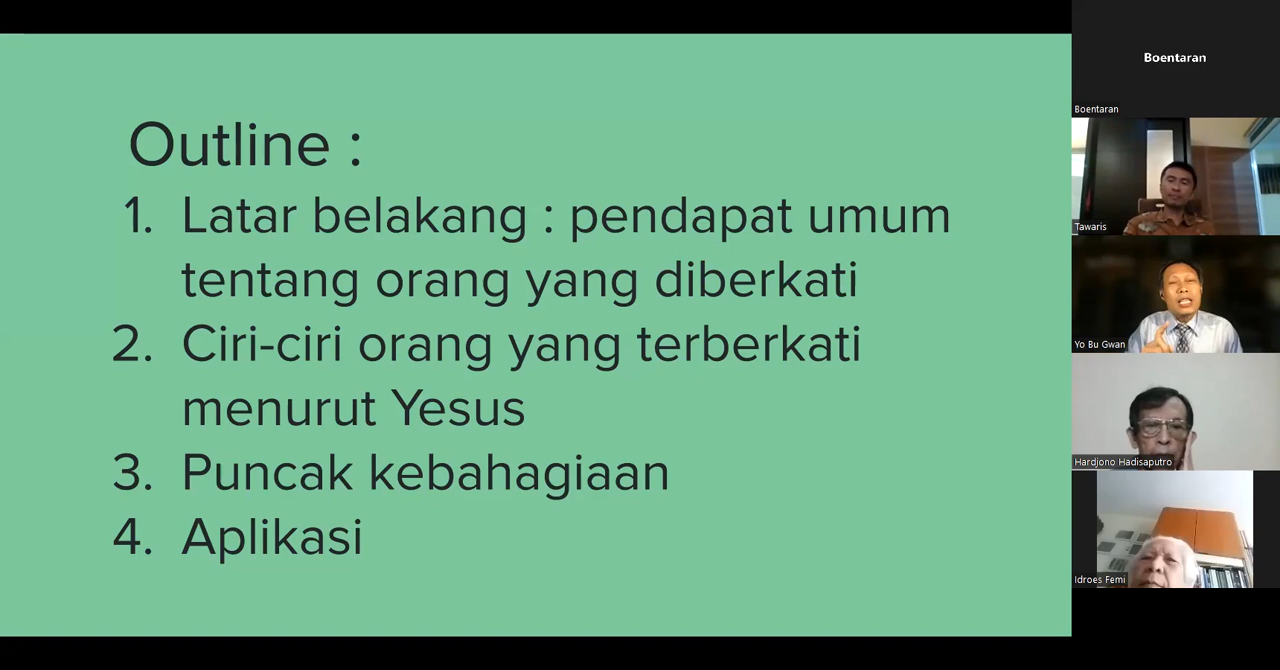 Outline :
1. Latar belakang : pendapat umum
tentang orang yang diberkati
2. Ciri-ciri orang yang terberkati
menurut Yesus
3. Puncak kebahagiaan
4. Aplikasi
Boentaran
Boentaran
Tawaris
Yo Bu Gwan
Hardjono Hadisaputro
Idroes Femi